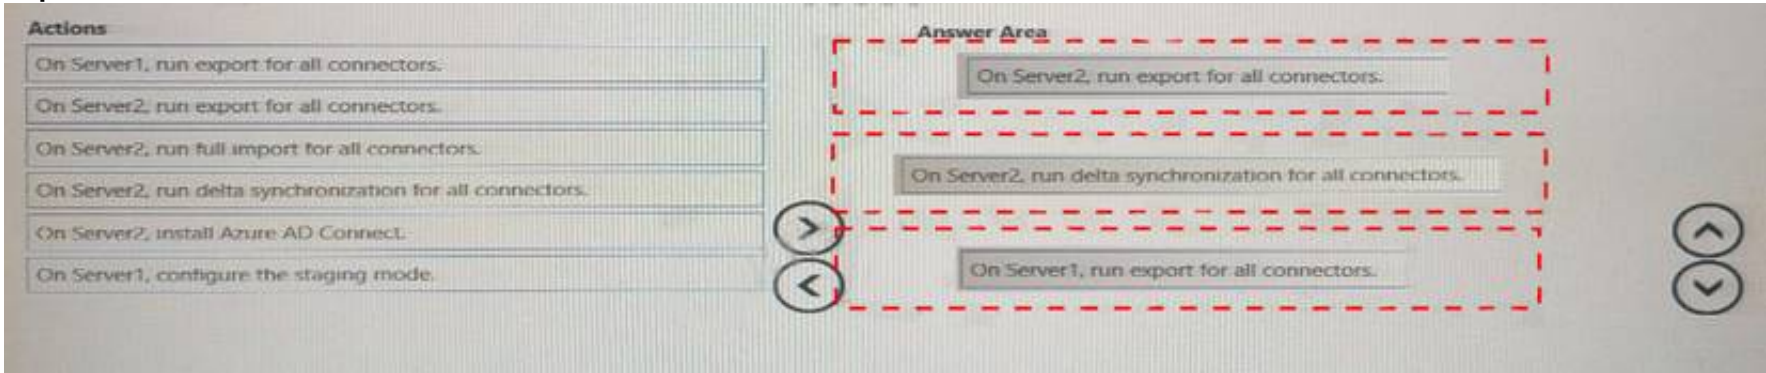 Actions
On Server1, run export for all connectors.
On Server2, run export for all connectors.
On Server2, run full import for all connectors.
On Server2, run delta synchronization for all connectors.
On Server2, install Azure AD Connect.
On Server1, configure the staging mode.
Answer Area
On Server2, run export for all connectors.
On Server2, run delta synchronization for all connectors.
On Server1, run export for all connectors.